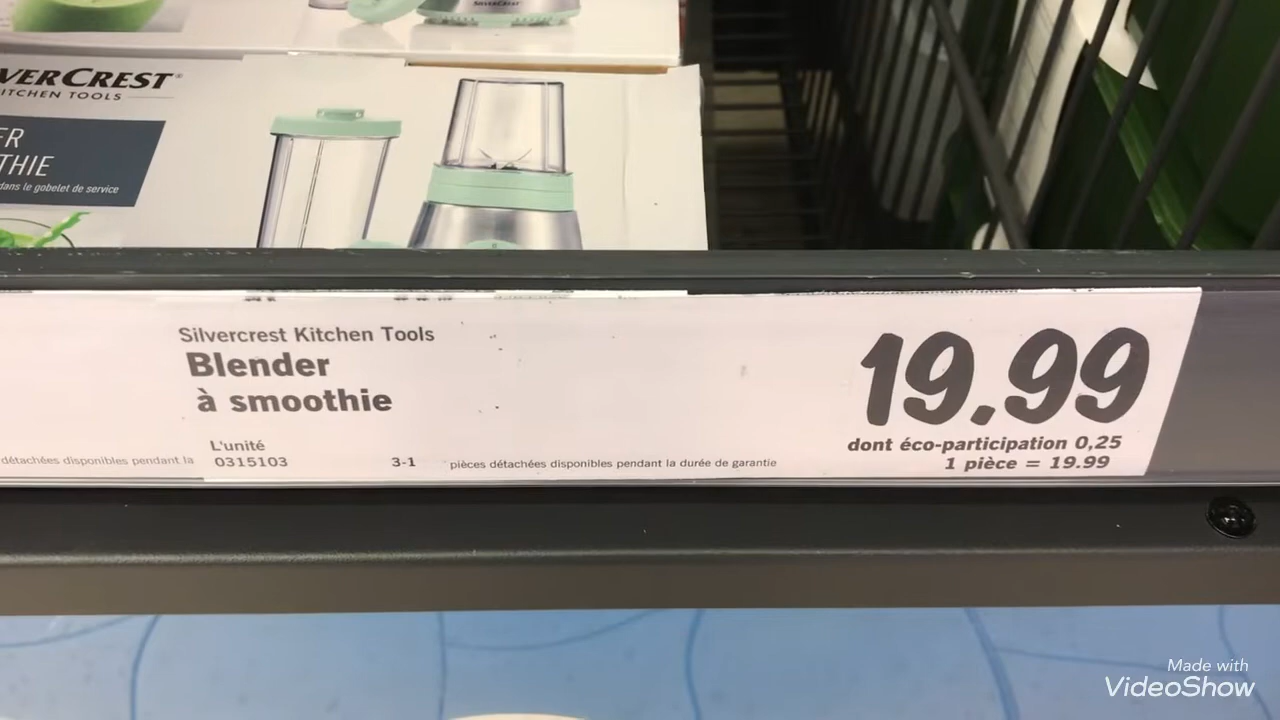 SILVERCREST
VERCREST®
ITCHEN TOOLS
ER
THIE
dans le gobelet de service
Silvercrest Kitchen Tools
Blender
à smoothie
19.99
L'unité
dont éco-participation 0,25
détachées disponibles pendant la
0315103
3-1
pièces détachées disponibles pendant la durée de garantie
1 pièce = 19.99
Made with
VideoShow